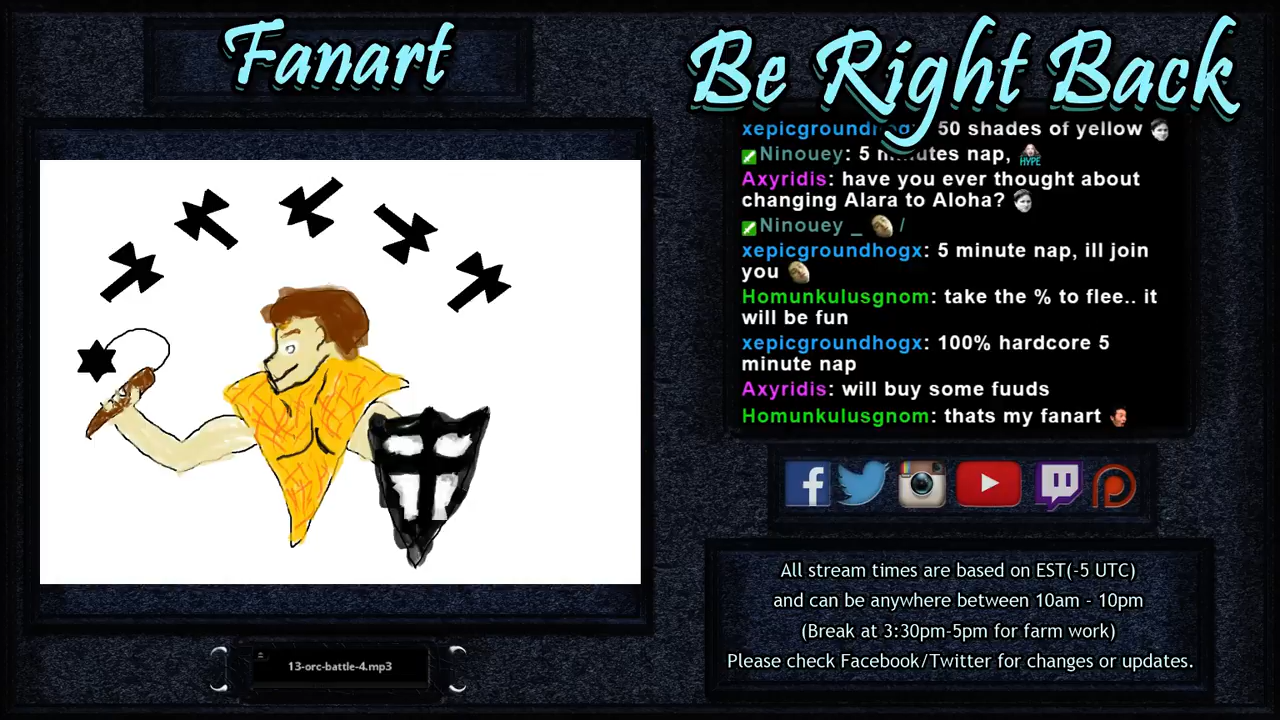 Fanart
Be Right Back
xepicgroundhogx: 50 shades of yellow
Ninouey: 5 minutes nap, HYPE
Axyridis: have you ever thought about
changing Alara to Aloha?
Ninouey _ /
xepicgroundhogx: 5 minute nap, ill join
you
Homunkulusgnom: take the % to flee.. it
will be fun
xepicgroundhogx: 100% hardcore 5
minute nap
Axyridis: will buy some fuuds
Homunkulusgnom: thats my fanart
All stream times are based on EST(-5 UTC)
and can be anywhere between 10am - 10pm
(Break at 3:30pm-5pm for farm work)
Please check Facebook/Twitter for changes or updates.
13-orc-battle-4.mp3